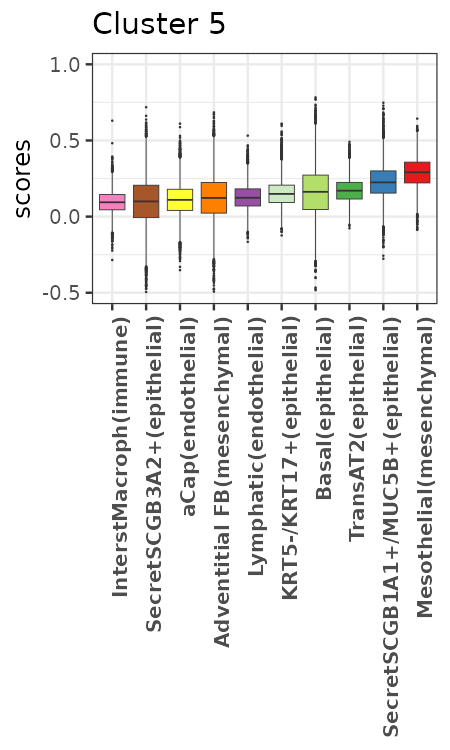 Cluster 5
scores
1.0
0.5
0.0
-0.5
InterstMacroph(immune)
SecretSCGB3A2+(epithelial)
aCap(endothelial)
Adventitial FB(mesenchymal)
Lymphatic(endothelial)
KRT5-/KRT17+(epithelial)
Basal(epithelial)
TransAT2(epithelial)
SecretSCGB1A1+/MUC5B+(epithelial)
Mesothelial(mesenchymal)